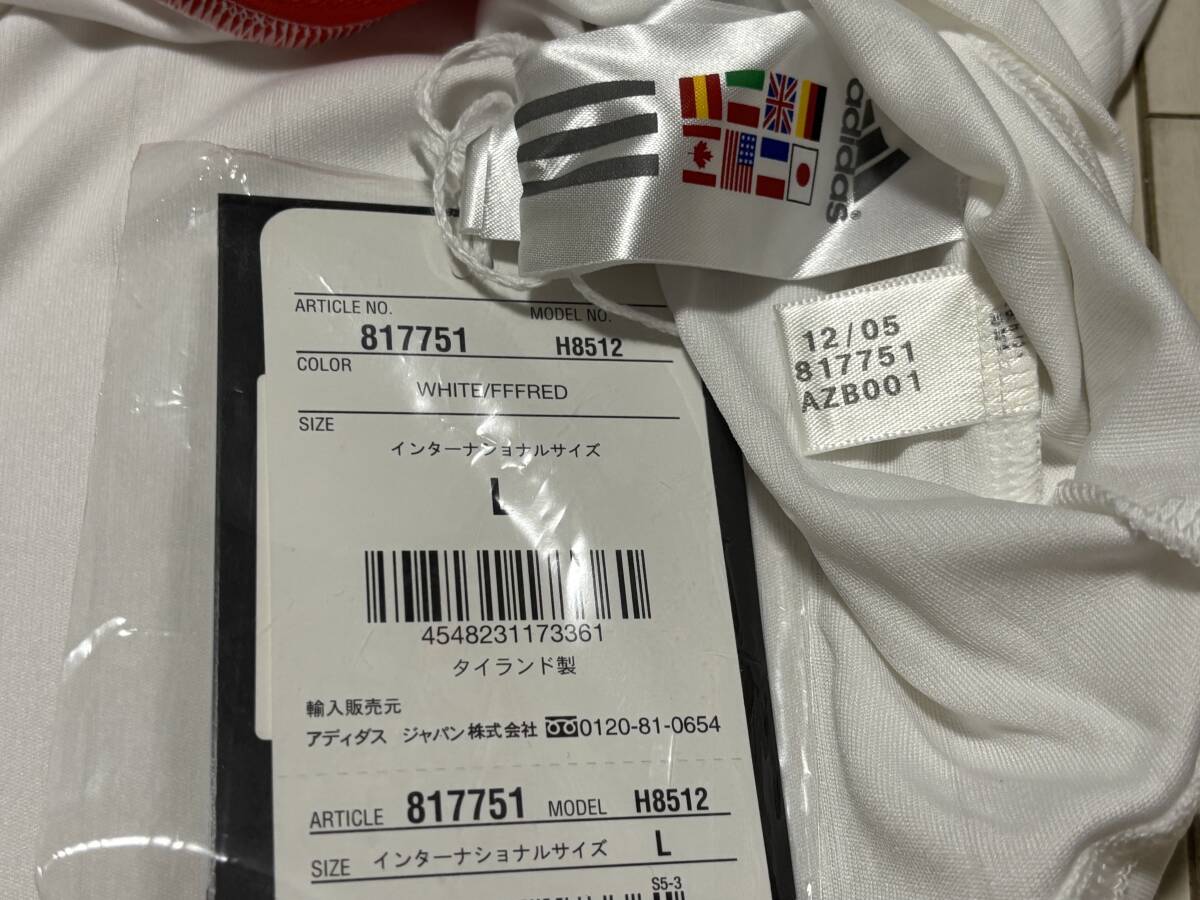 adidas
12/05
817751
AZB001
ARTICLE NO. MODEL NO.
817751 H8512
COLOR
WHITE/FFFRED
SIZE
インターナショナルサイズ
L
4548231173361
タイランド製
輸入販売元
アディダス ジャパン株式会社 0120-81-0654
ARTICLE 817751 MODEL H8512
SIZE インターナショナルサイズ L
S5-3